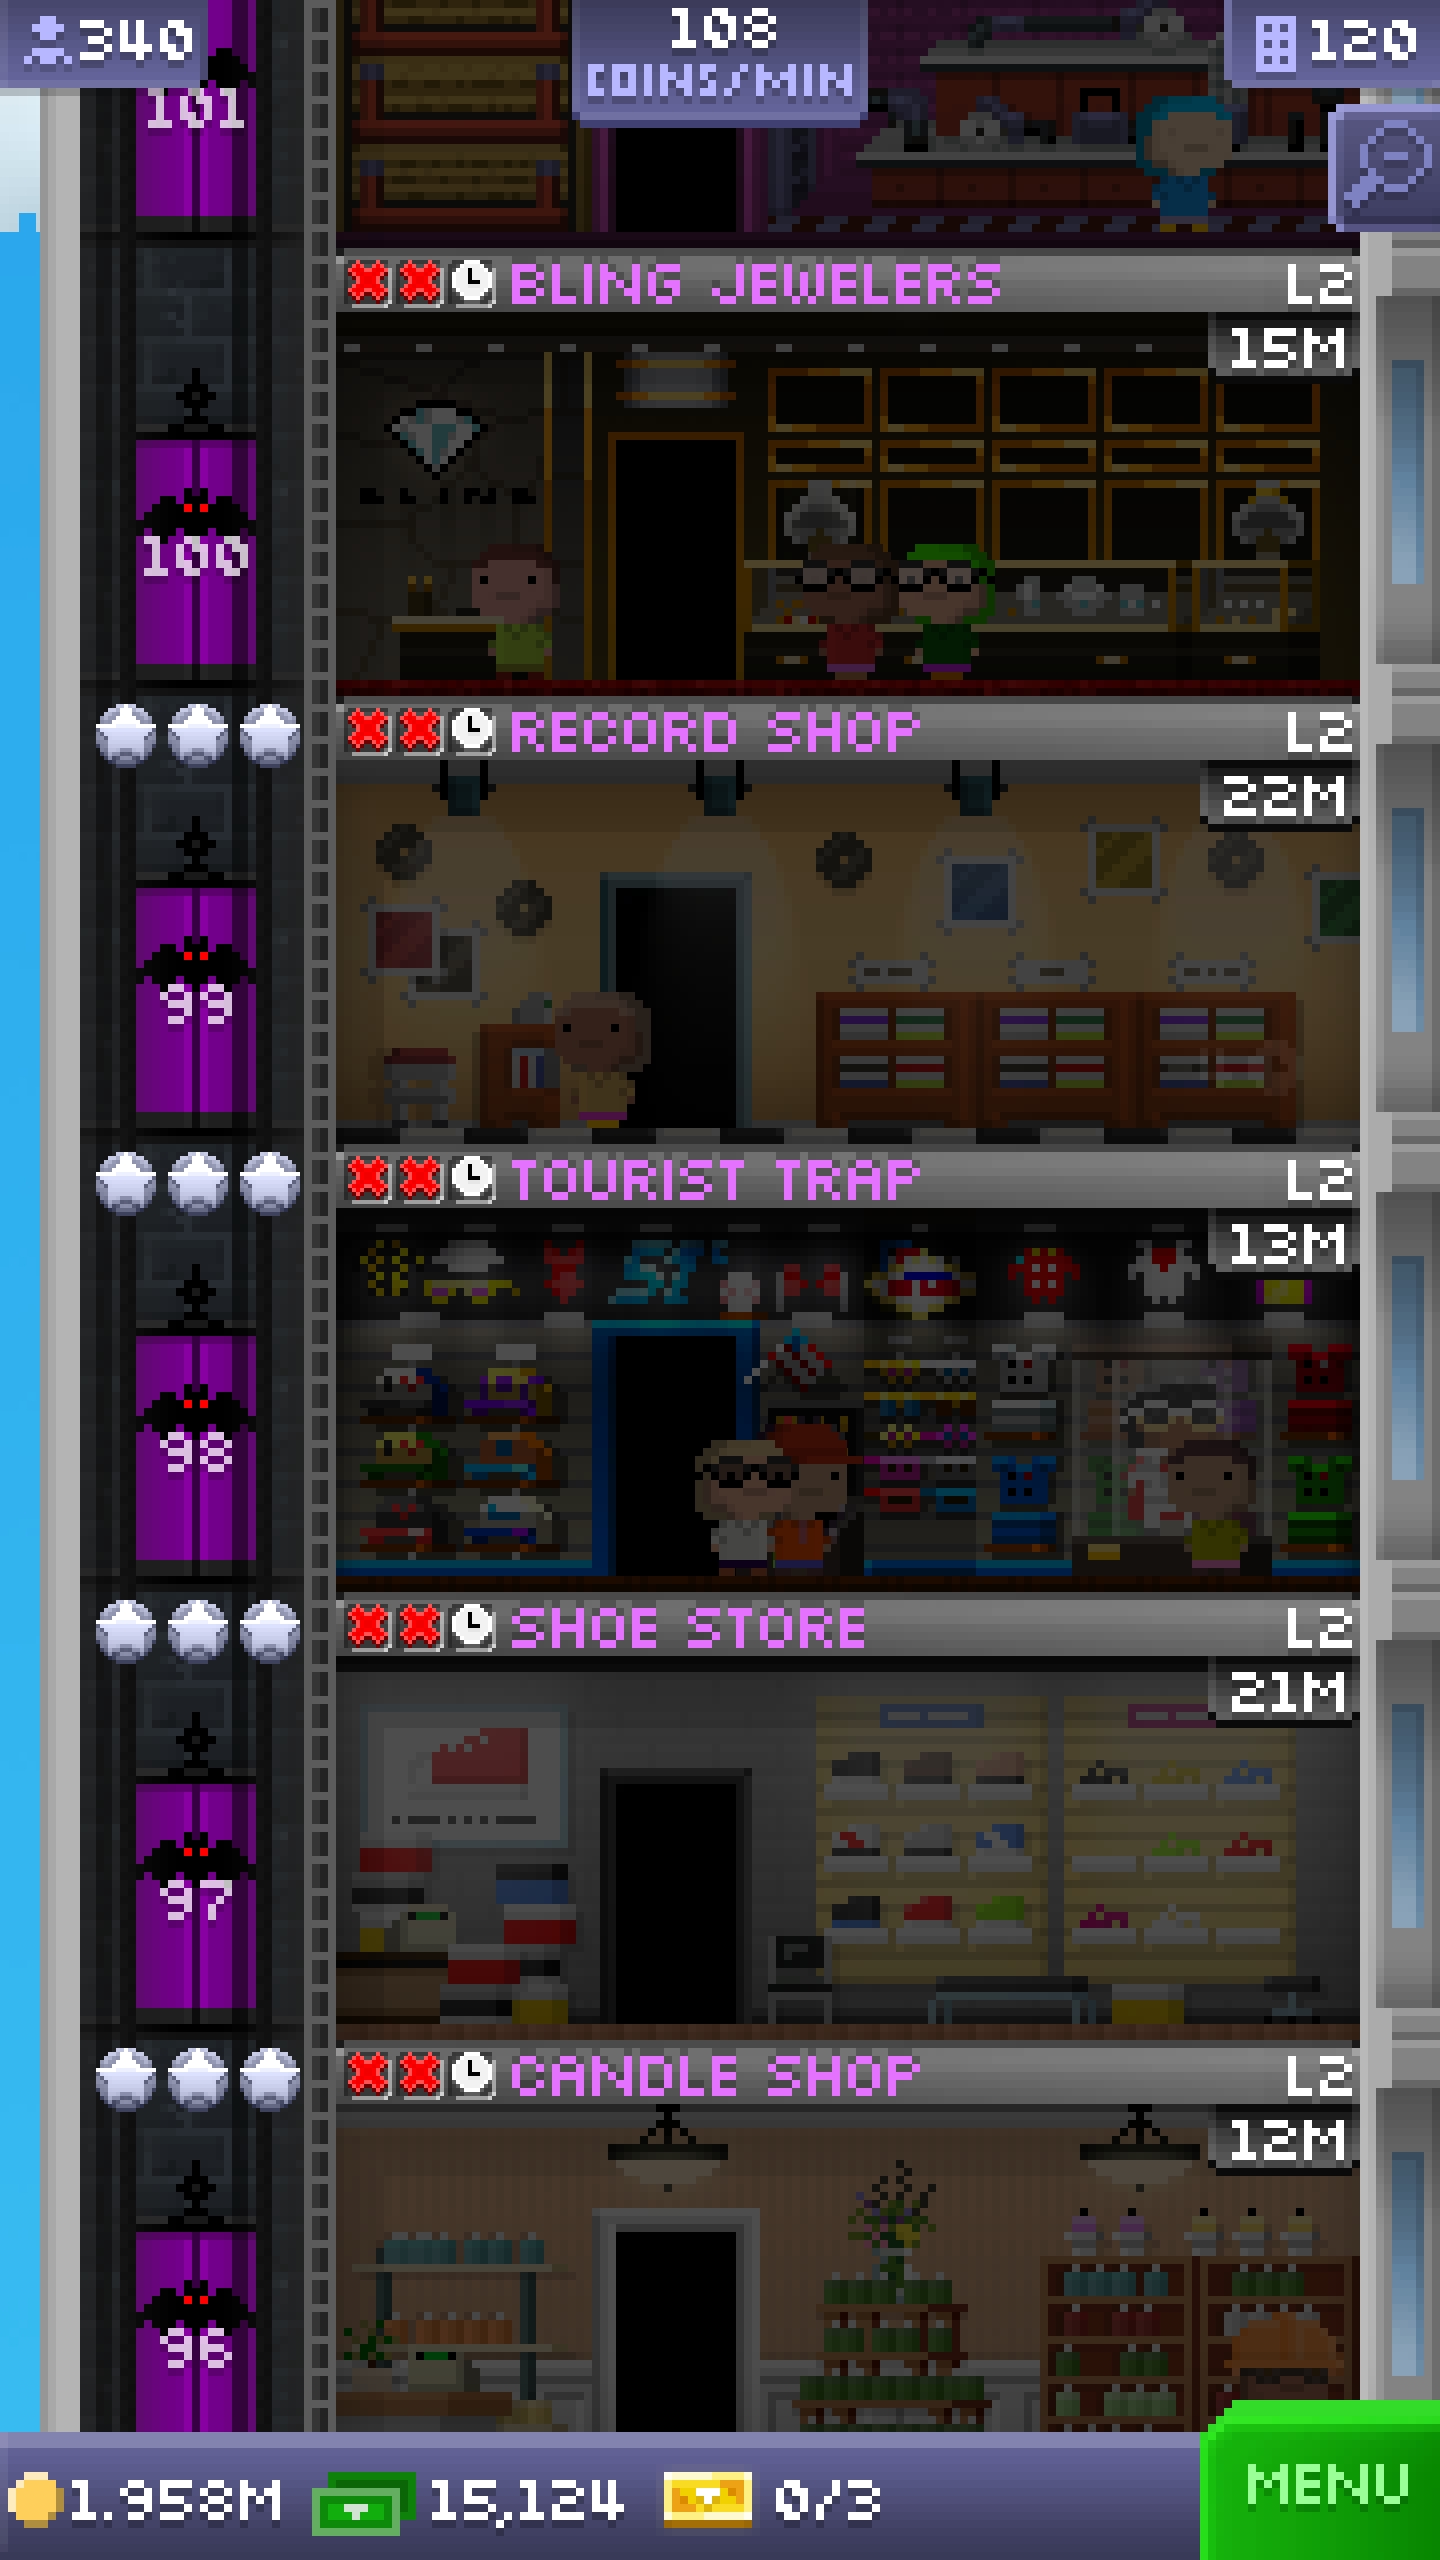 340
108
COINS/MIN
120
101
BLING JEWELERS
L2
15M
BLING
100
RECORD SHOP
L2
22M
99
TOURIST TRAP
L2
13M
98
SHOE STORE
L2
21M
97
CANDLE SHOP
L2
12M
96
1.958M
15,124
0/3
MENU